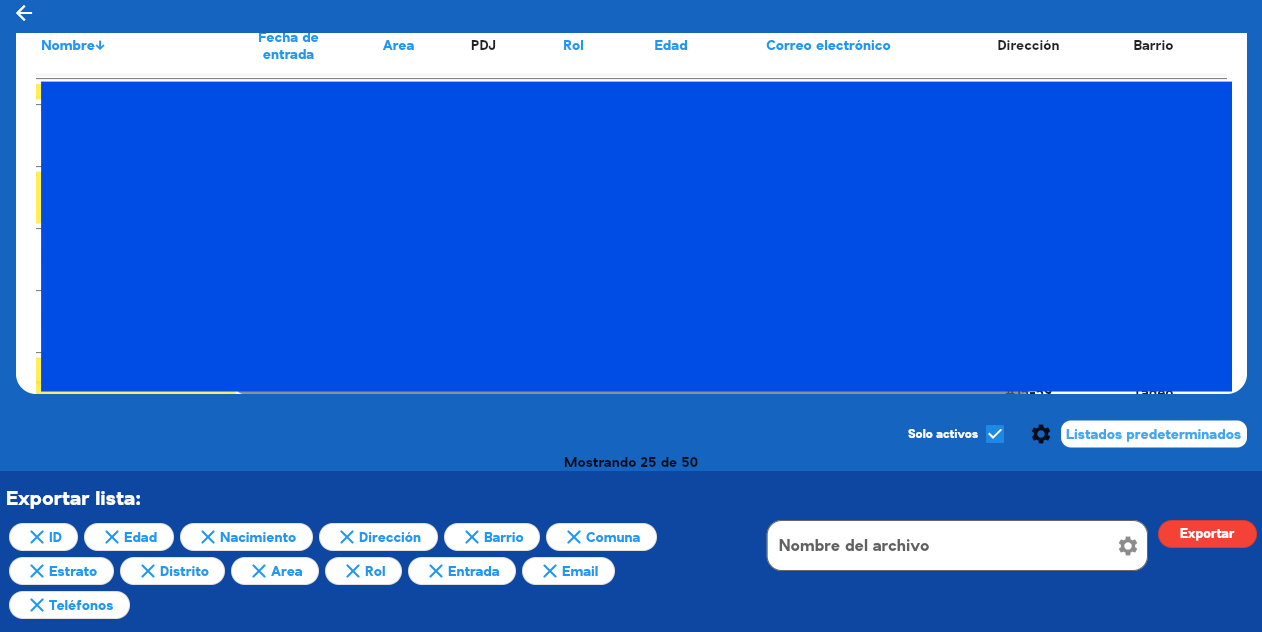 Nombre↓ Fecha de entrada Area PDJ Rol Edad Correo electrónico Dirección Barrio
Solo activos Listados predeterminados
Mostrando 25 de 50
Exportar lista:
ID Edad Nacimiento Dirección Barrio Comuna
Nombre del archivo Exportar
Estrato Distrito Area Rol Entrada Email
Teléfonos